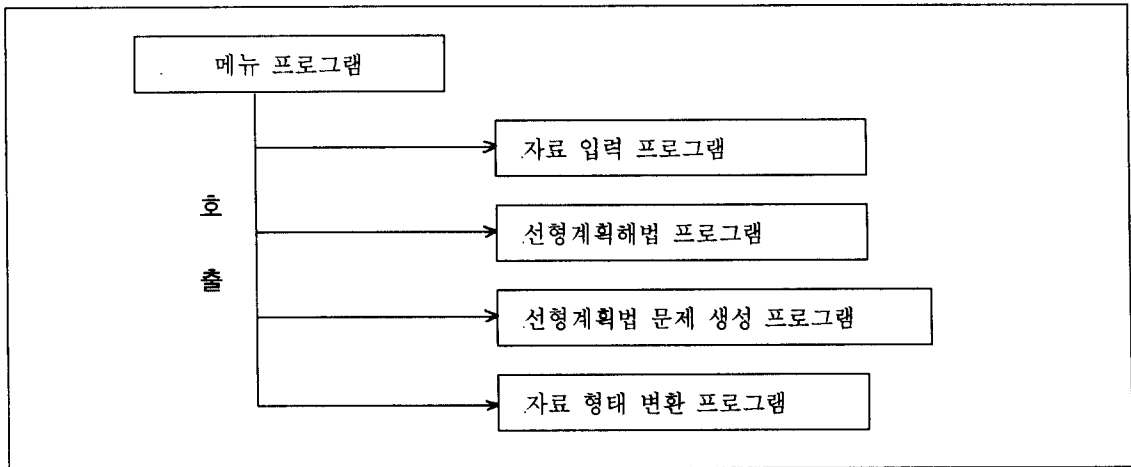 메뉴 프로그램
자료 입력 프로그램
호
선형계획해법 프로그램
출
선형계획법 문제 생성 프로그램
자료 형태 변환 프로그램